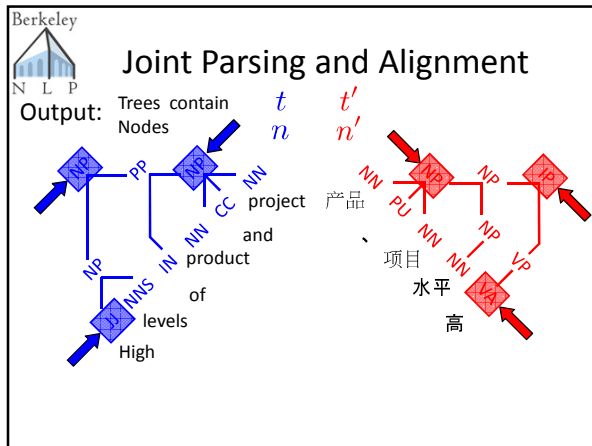 Berkeley
N L P
Joint Parsing and Alignment
Output: Trees contain t t′
Nodes n n′
NP PP NP NN
CC
NN
IN
NP
NNS
JJ
project
and
product
of
levels
High
NN NP NP IP
PU
NN NP
NN VP
VA
产品
、
项目
水平
高